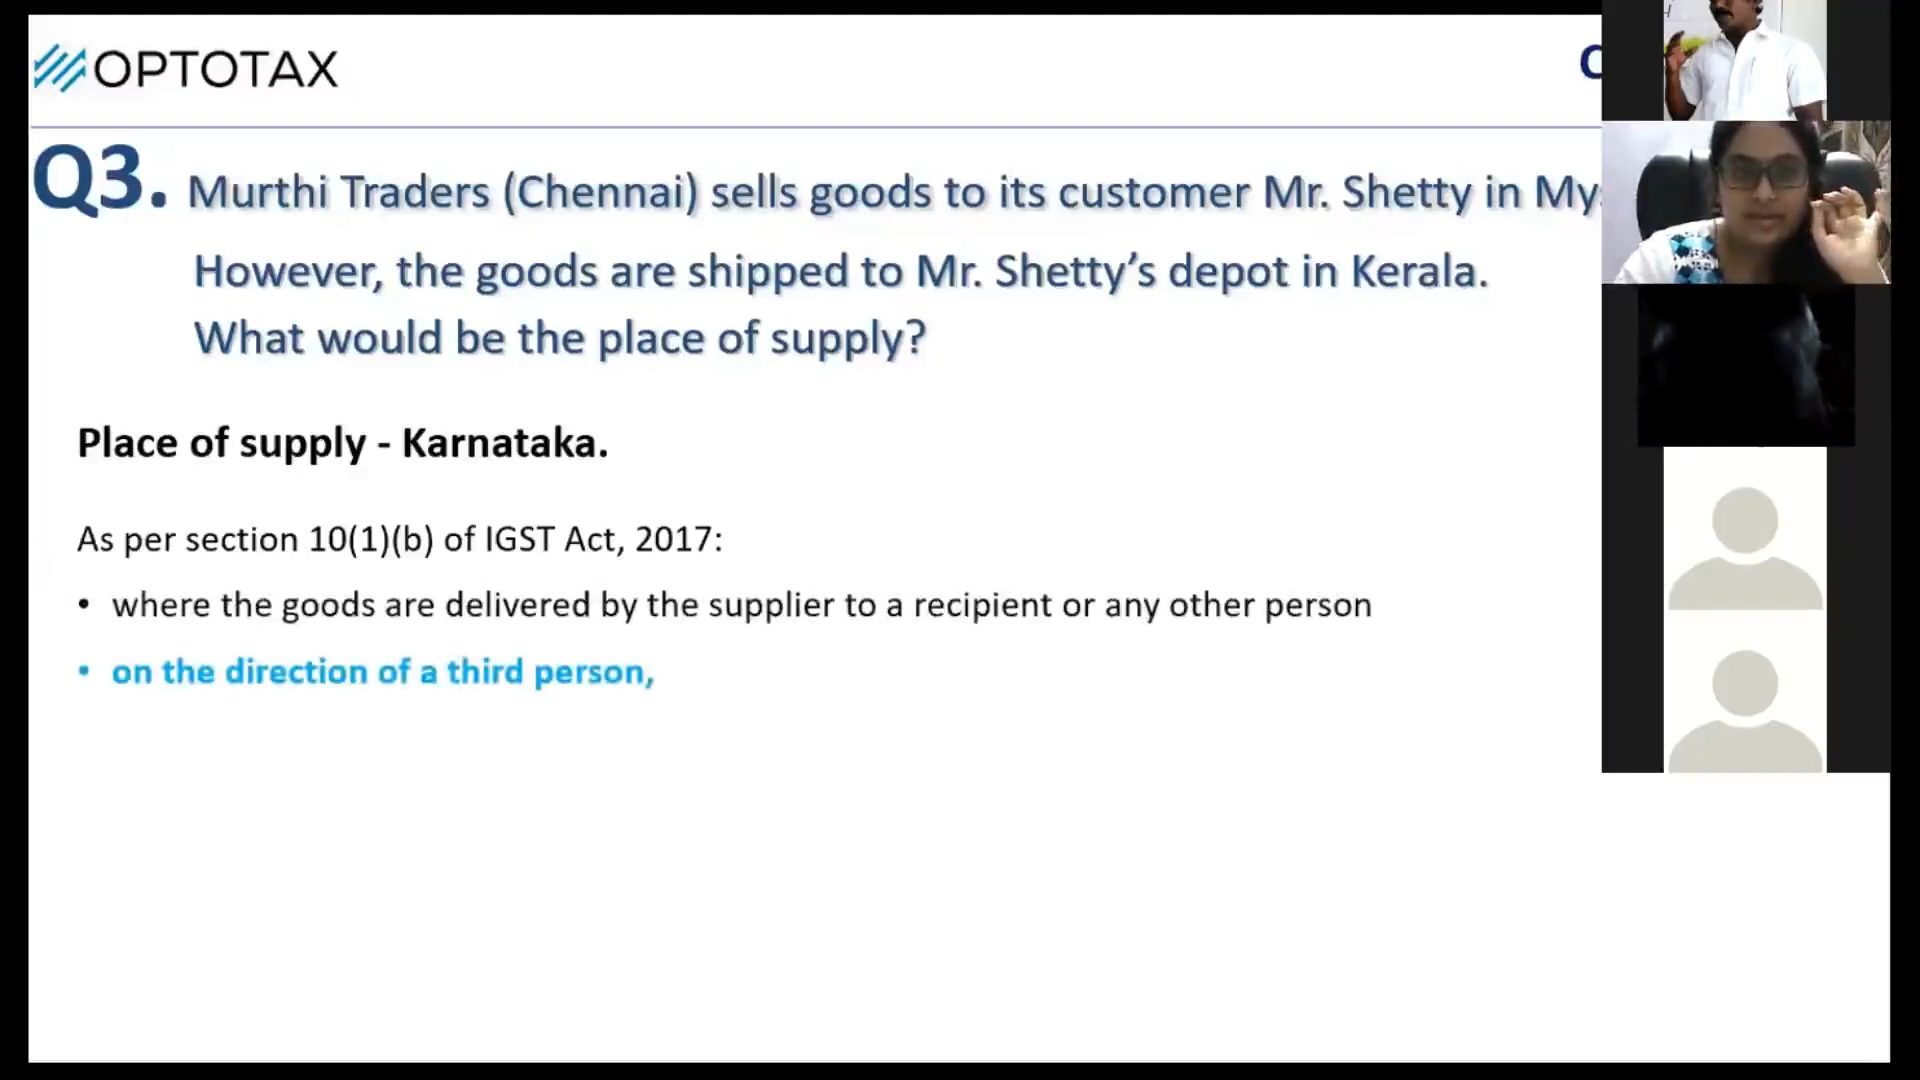 OPTOTAX
Q3. Murthi Traders (Chennai) sells goods to its customer Mr. Shetty in
However, the goods are shipped to Mr. Shetty’s depot in Kerala.
What would be the place of supply?
Place of supply - Karnataka.
As per section 10(1)(b) of IGST Act, 2017:
• where the goods are delivered by the supplier to a recipient or any other person
• on the direction of a third person,